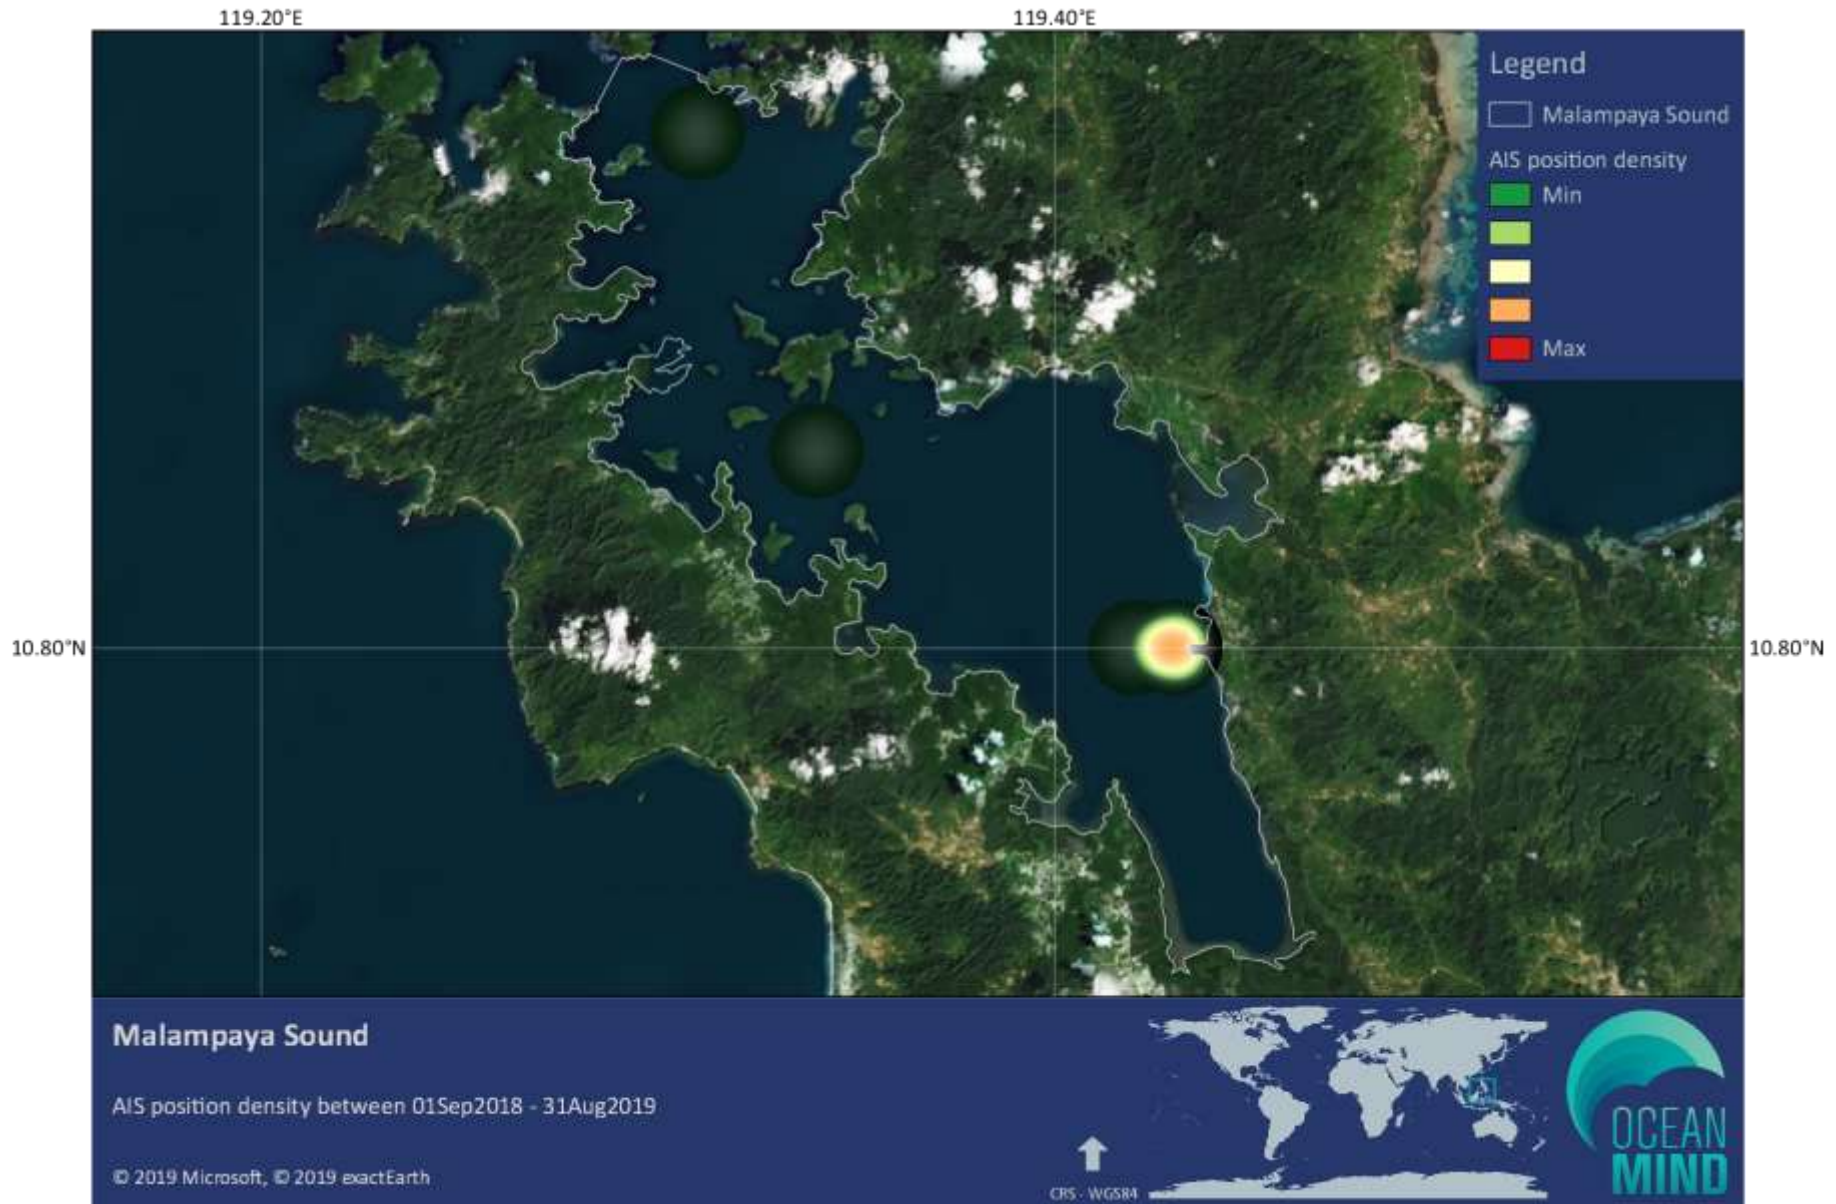 119.20°E
119.40°E
Legend
Malampaya Sound
AIS position density
Min
Max
10.80°N
10.80°N
Malampaya Sound
AIS position density between 01Sep2018 - 31Aug2019
© 2019 Microsoft, © 2019 exactEarth
CRS - WGS84
OCEAN
MIND